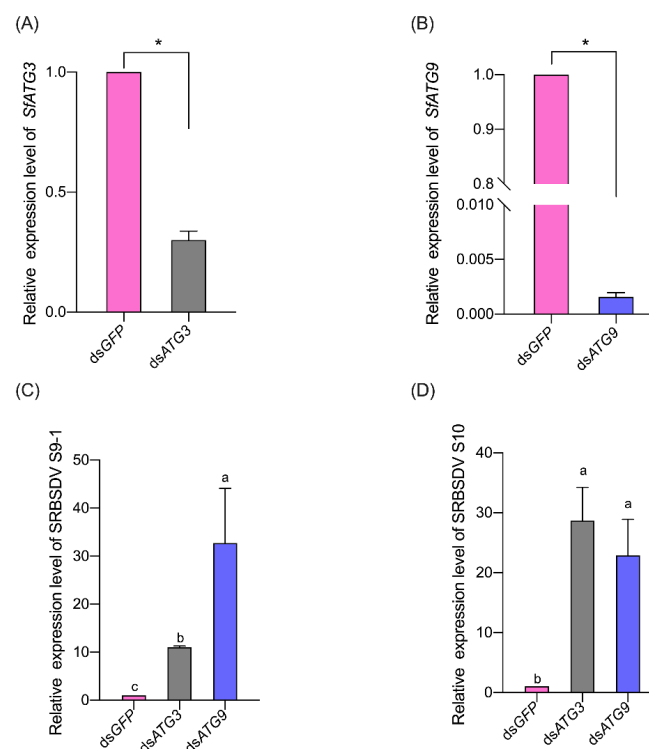 (A)
Relative expression level of SfATG3
1.0
0.5
0.0
*
dsGFP
dsATG3
(B)
Relative expression level of SfATG9
1.0
0.9
0.8
0.010
0.005
0.000
*
dsGFP
dsATG9
(C)
Relative expression level of SRBSDV S9-1
50
40
30
20
10
0
c
b
a
dsGFP
dsATG3
dsATG9
(D)
Relative expression level of SRBSDV S10
40
30
20
10
0
b
a
a
dsGFP
dsATG3
dsATG9